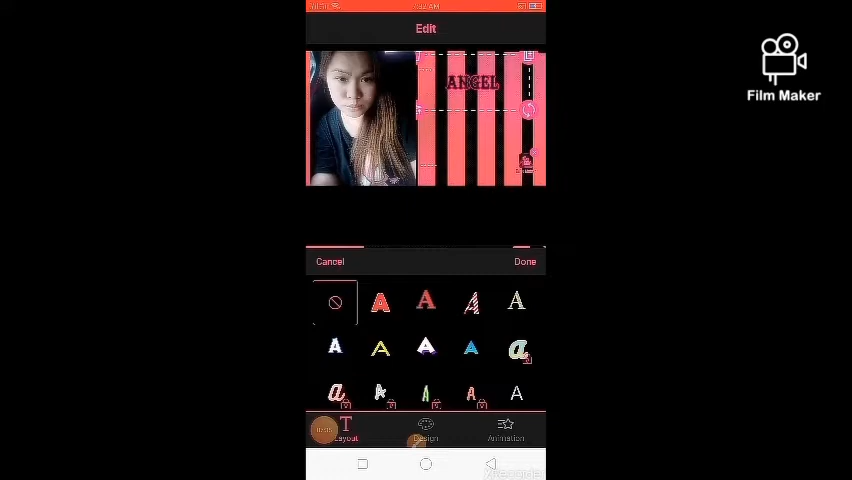 Edit
ANGEL
Film Maker
Cancel
Done
A A A A
A A A A a
a A A A A
T
Layout
Design
Animation